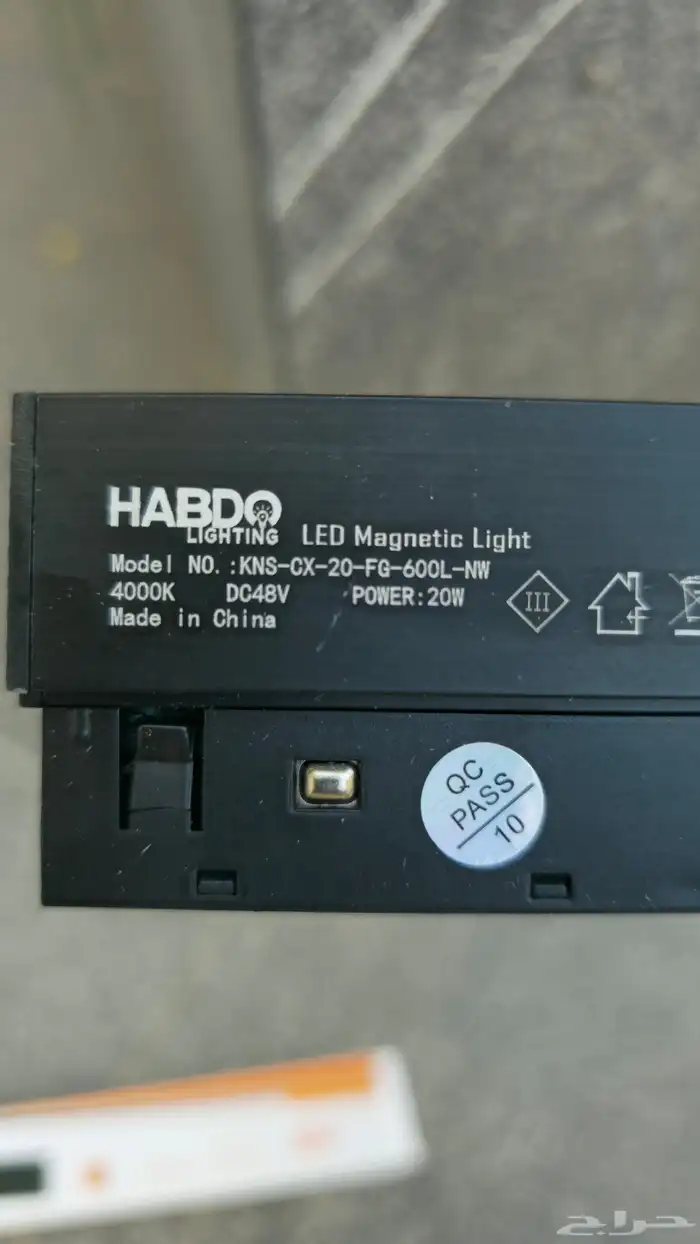 HABDO
LIGHTING
LED Magnetic Light
Model NO.:KNS-CX-20-FG-600L-NW
4000K DC48V POWER:20W
Made in China
III
QC
PASS
10
حراج